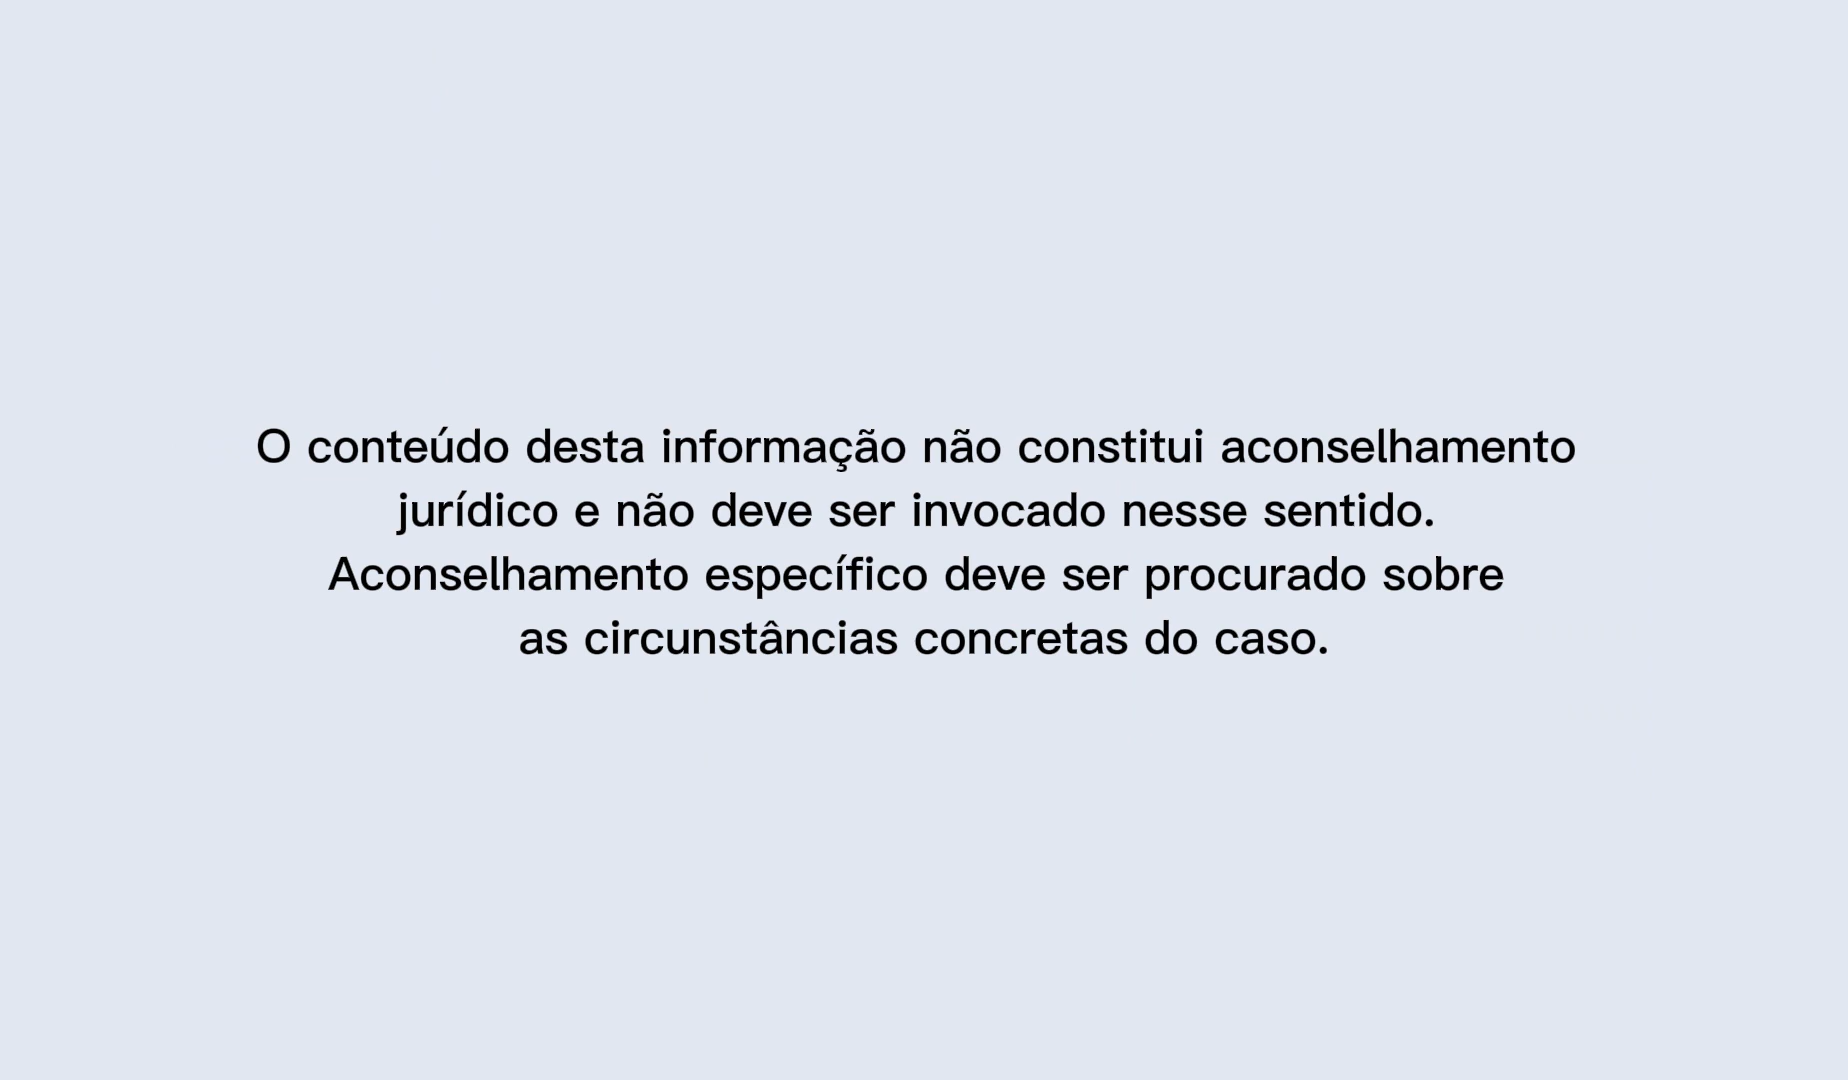 O conteúdo desta informação não constitui aconselhamento
jurídico e não deve ser invocado nesse sentido.
Aconselhamento específico deve ser procurado sobre
as circunstâncias concretas do caso.